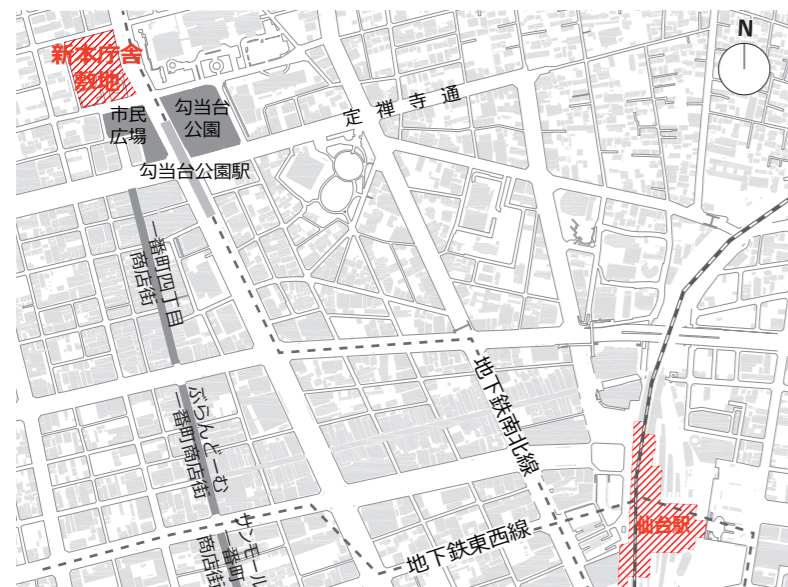 N
新本庁舎
敷地
市民
広場
勾当台
公園
定禅寺通
勾当台公園駅
一番町四丁目
商店街
ぶらんどーむ
一番町商店街
サンモール
一番町
商店街
地下鉄南北線
地下鉄東西線
仙台駅